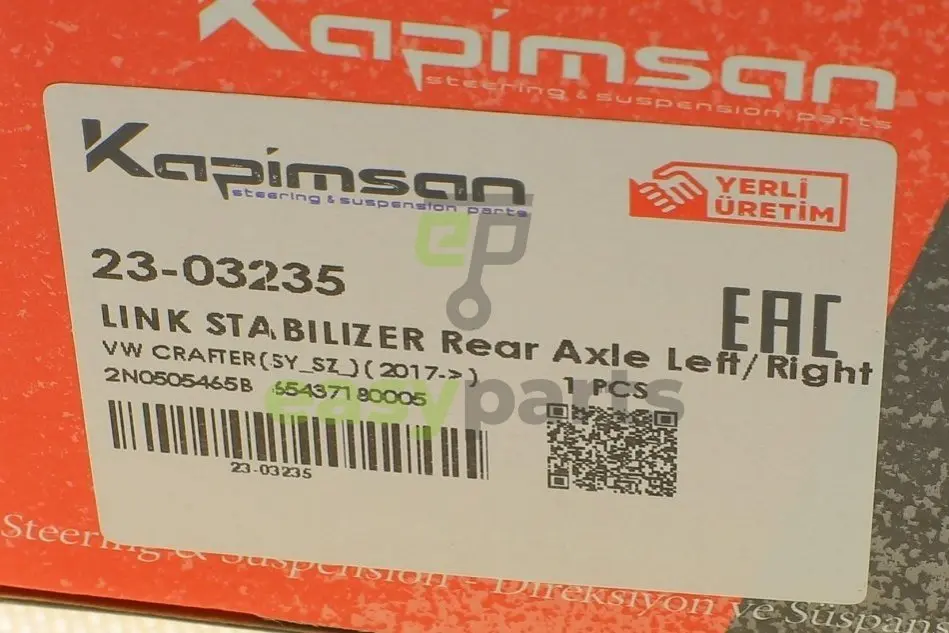 Kapimsan
steering & suspension parts
Kapimsan
steering & suspension parts
YERLİ
ÜRETİM
ep
23-03235
EAC
LINK STABILIZER Rear Axle Left/Right
VW CRAFTER(SY_SZ_)(2017->)
1 PCS
2N0505465B 65437180005
easyparts
23-03235
Steering & Suspension - Direksiyon ve Süspans